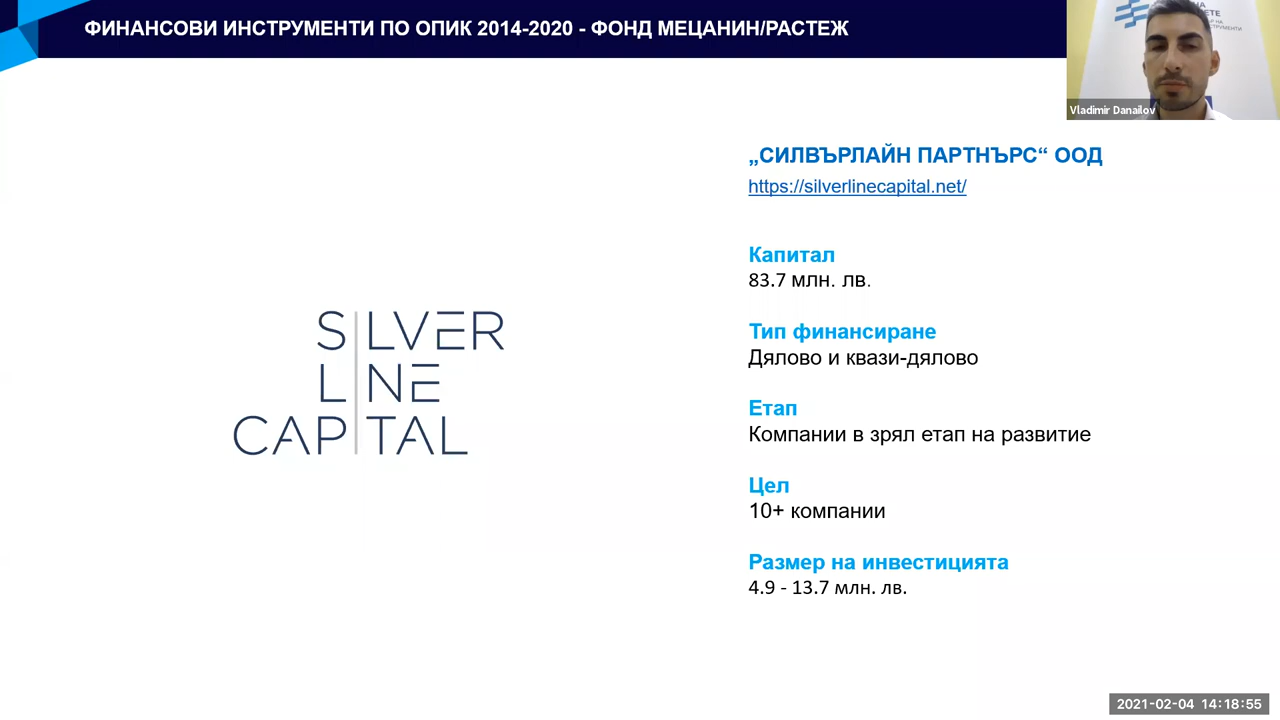 ФИНАНСОВИ ИНСТРУМЕНТИ ПО ОПИК 2014-2020 - ФОНД МЕЦАНИН/РАСТЕЖ
Vladimir Danailov
„СИЛВЪРЛАЙН ПАРТНЪРС“ ООД
https://silverlinecapital.net/
Капитал
83.7 млн. лв.
Тип финансиране
Дялово и квази-дялово
Етап
Компании в зрял етап на развитие
Цел
10+ компании
Размер на инвестицията
4.9 - 13.7 млн. лв.
SILVER
LINE
CAPITAL
2021-02-04 14:18:55